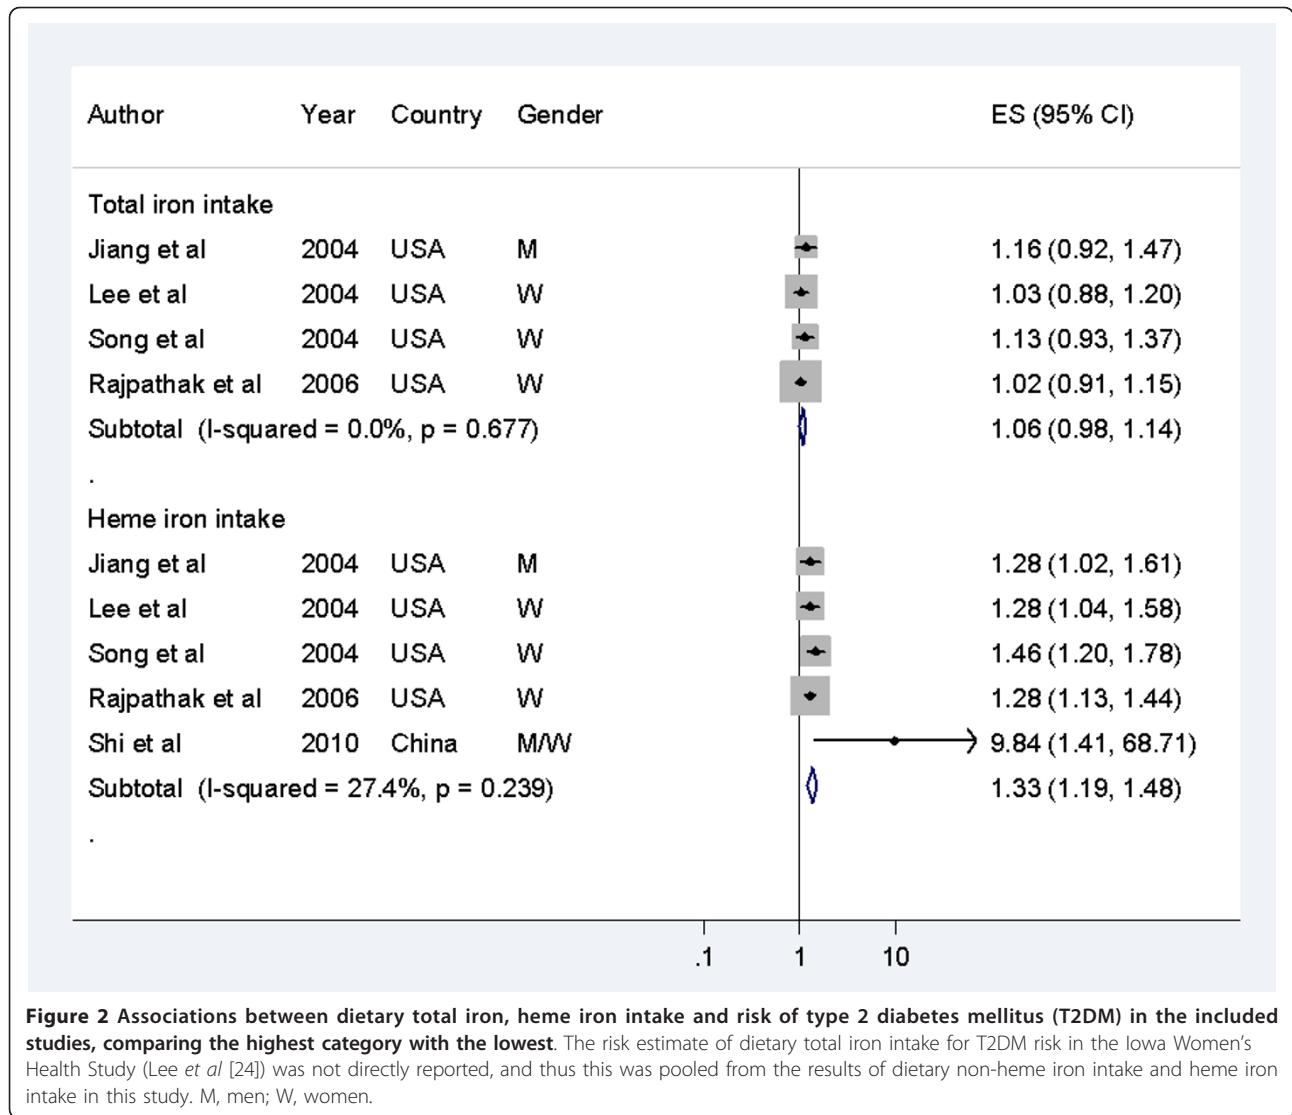 Author Year Country Gender ES (95% CI)
Total iron intake
Jiang et al 2004 USA M 1.16 (0.92, 1.47)
Lee et al 2004 USA W 1.03 (0.88, 1.20)
Song et al 2004 USA W 1.13 (0.93, 1.37)
Rajpathak et al 2006 USA W 1.02 (0.91, 1.15)
Subtotal (I-squared = 0.0%, p = 0.677) 1.06 (0.98, 1.14)
.
Heme iron intake
Jiang et al 2004 USA M 1.28 (1.02, 1.61)
Lee et al 2004 USA W 1.28 (1.04, 1.58)
Song et al 2004 USA W 1.46 (1.20, 1.78)
Rajpathak et al 2006 USA W 1.28 (1.13, 1.44)
Shi et al 2010 China M/W 9.84 (1.41, 68.71)
Subtotal (I-squared = 27.4%, p = 0.239) 1.33 (1.19, 1.48)
.
.1 1 10
Figure 2 Associations between dietary total iron, heme iron intake and risk of type 2 diabetes mellitus (T2DM) in the included
studies, comparing the highest category with the lowest. The risk estimate of dietary total iron intake for T2DM risk in the Iowa Women's
Health Study (Lee et al [24]) was not directly reported, and thus this was pooled from the results of dietary non-heme iron intake and heme iron
intake in this study. M, men; W, women.